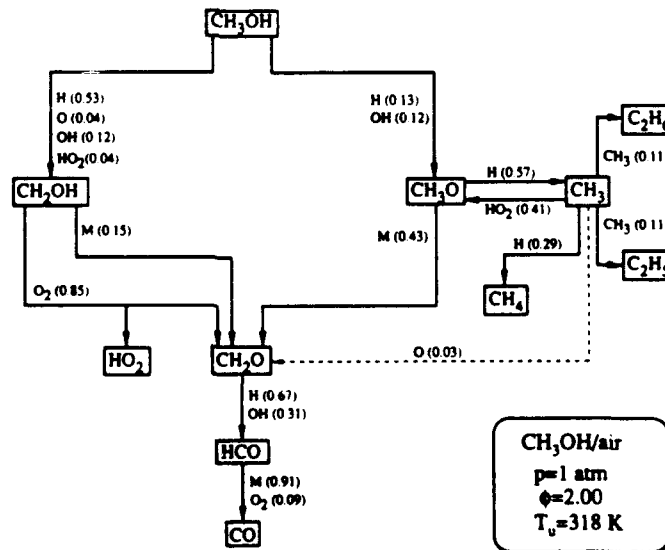 CH₃OH
H (0.53)
O (0.04)
OH (0.12)
HO₂(0.04)
H (0.13)
OH (0.12)
CH₂OH
CH₃O
H (0.57)
HO₂ (0.41)
CH₃
CH₃ (0.11
CH₃ (0.11
M (0.15)
M (0.43)
H (0.29)
O₂ (0.85)
CH₄
HO₂
CH₂O
O (0.03)
H (0.67)
OH (0.31)
HCO
M (0.91)
O₂ (0.09)
CO
CH₃OH/air
p=1 atm
ϕ=2.00
Tᵤ=318 K